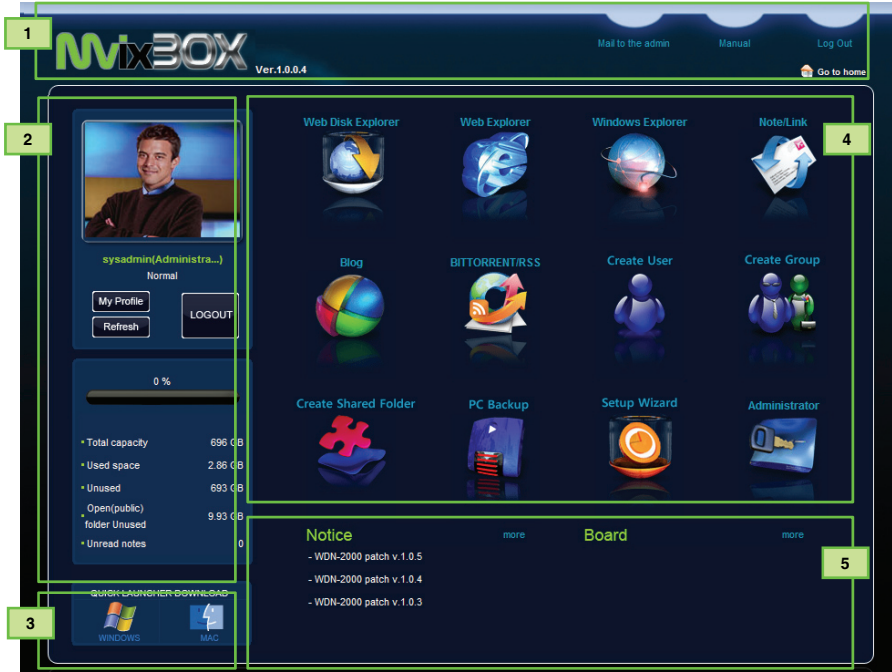 1
MvixBOX Ver.1.0.0.4
Mail to the admin Manual Log Out
Go to home
2
sysadmin(Administra...)
Normal
My Profile
Refresh
LOGOUT
0 %
Total capacity 696 GB
Used space 2.86 GB
Unused 693 GB
Open(public)
folder Unused 9.93 GB
Unread notes 0
3
QUICK LAUNCHER DOWNLOAD
WINDOWS MAC
4
Web Disk Explorer Web Explorer Windows Explorer Note/Link
Blog BITTORRENT/RSS Create User Create Group
Create Shared Folder PC Backup Setup Wizard Administrator
5
Notice more
- WDN-2000 patch v.1.0.5
- WDN-2000 patch v.1.0.4
- WDN-2000 patch v.1.0.3
Board more